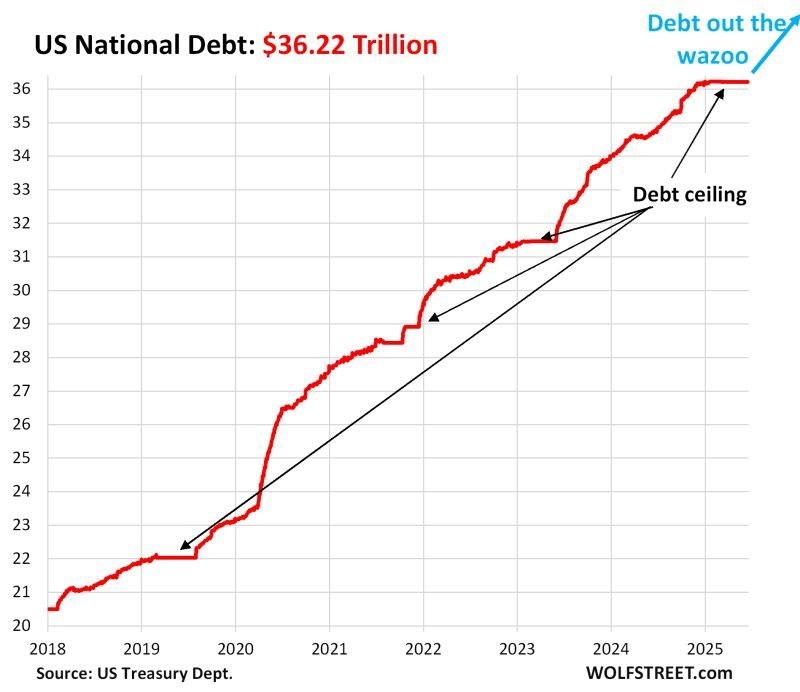 Debt out the
wazoo
US National Debt: $36.22 Trillion
36
35
34
33
Debt ceiling
32
31
30
29
28
27
26
25
24
23
22
21
20
2018 2019 2020 2021 2022 2023 2024 2025
Source: US Treasury Dept. WOLFSTREET.com